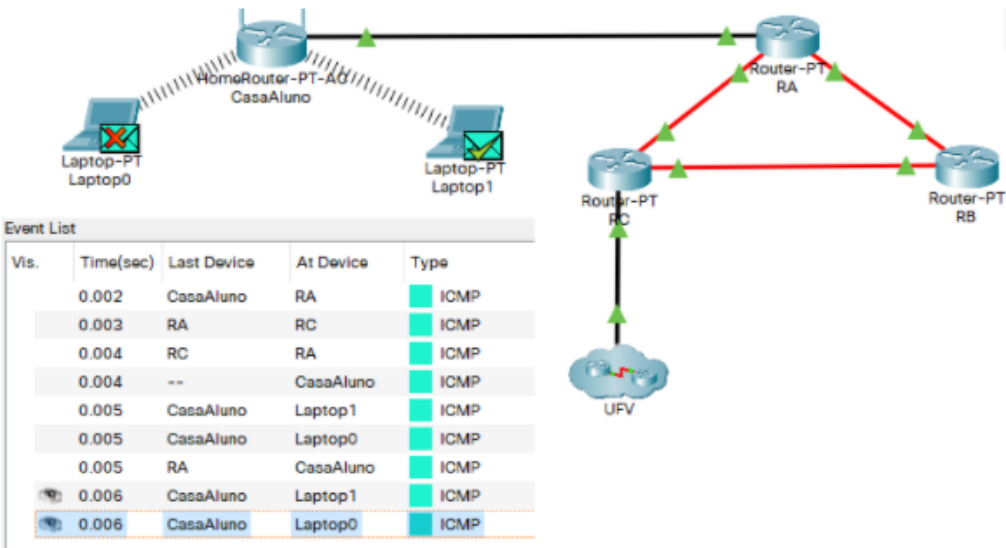 HomeRouter-PT-AC
CasaAluno
Router-PT
RA
Laptop-PT
Laptop0
Laptop-PT
Laptop1
Router-PT
RC
Router-PT
RB
UFV
Event List
Vis. Time(sec) Last Device At Device Type
0.002 CasaAluno RA ICMP
0.003 RA RC ICMP
0.004 RC RA ICMP
0.004 -- CasaAluno ICMP
0.005 CasaAluno Laptop1 ICMP
0.005 CasaAluno Laptop0 ICMP
0.005 RA CasaAluno ICMP
0.006 CasaAluno Laptop1 ICMP
0.006 CasaAluno Laptop0 ICMP